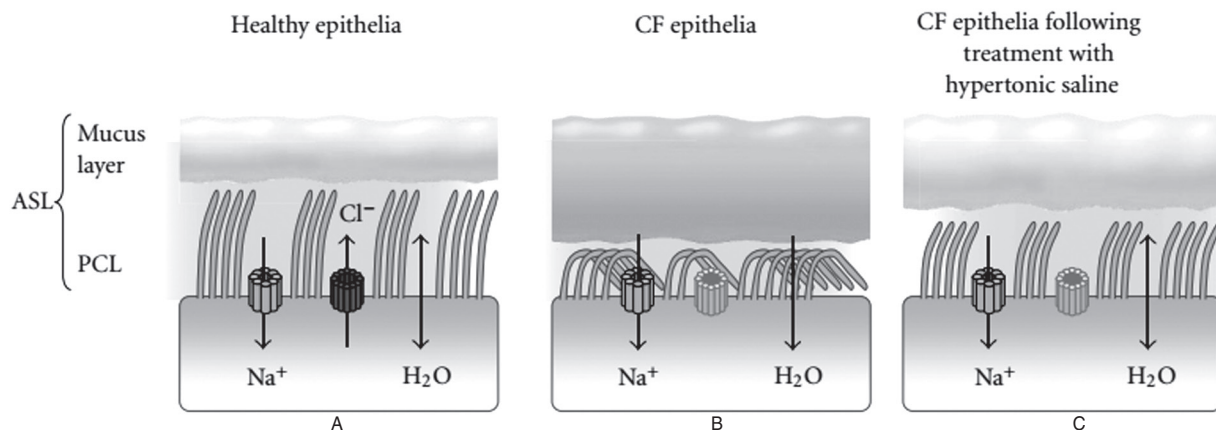 Healthy epithelia
CF epithelia
CF epithelia following
treatment with
hypertonic saline
ASL
Mucus
layer
PCL
Cl⁻
Na⁺
H₂O
Na⁺
H₂O
Na⁺
H₂O
A
B
C